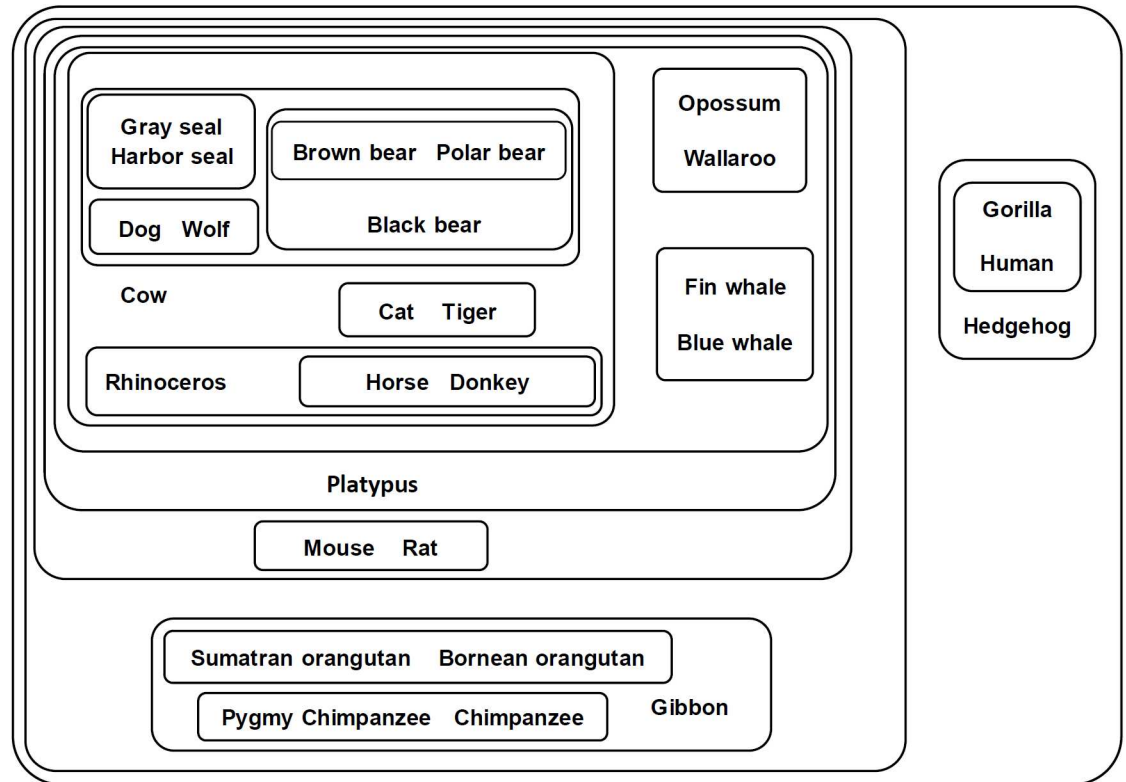 Gray seal
Harbor seal
Brown bear Polar bear
Dog Wolf
Black bear
Opossum
Wallaroo
Cow
Cat Tiger
Fin whale
Blue whale
Rhinoceros
Horse Donkey
Platypus
Mouse Rat
Sumatran orangutan Bornean orangutan
Pygmy Chimpanzee Chimpanzee
Gibbon
Gorilla
Human
Hedgehog